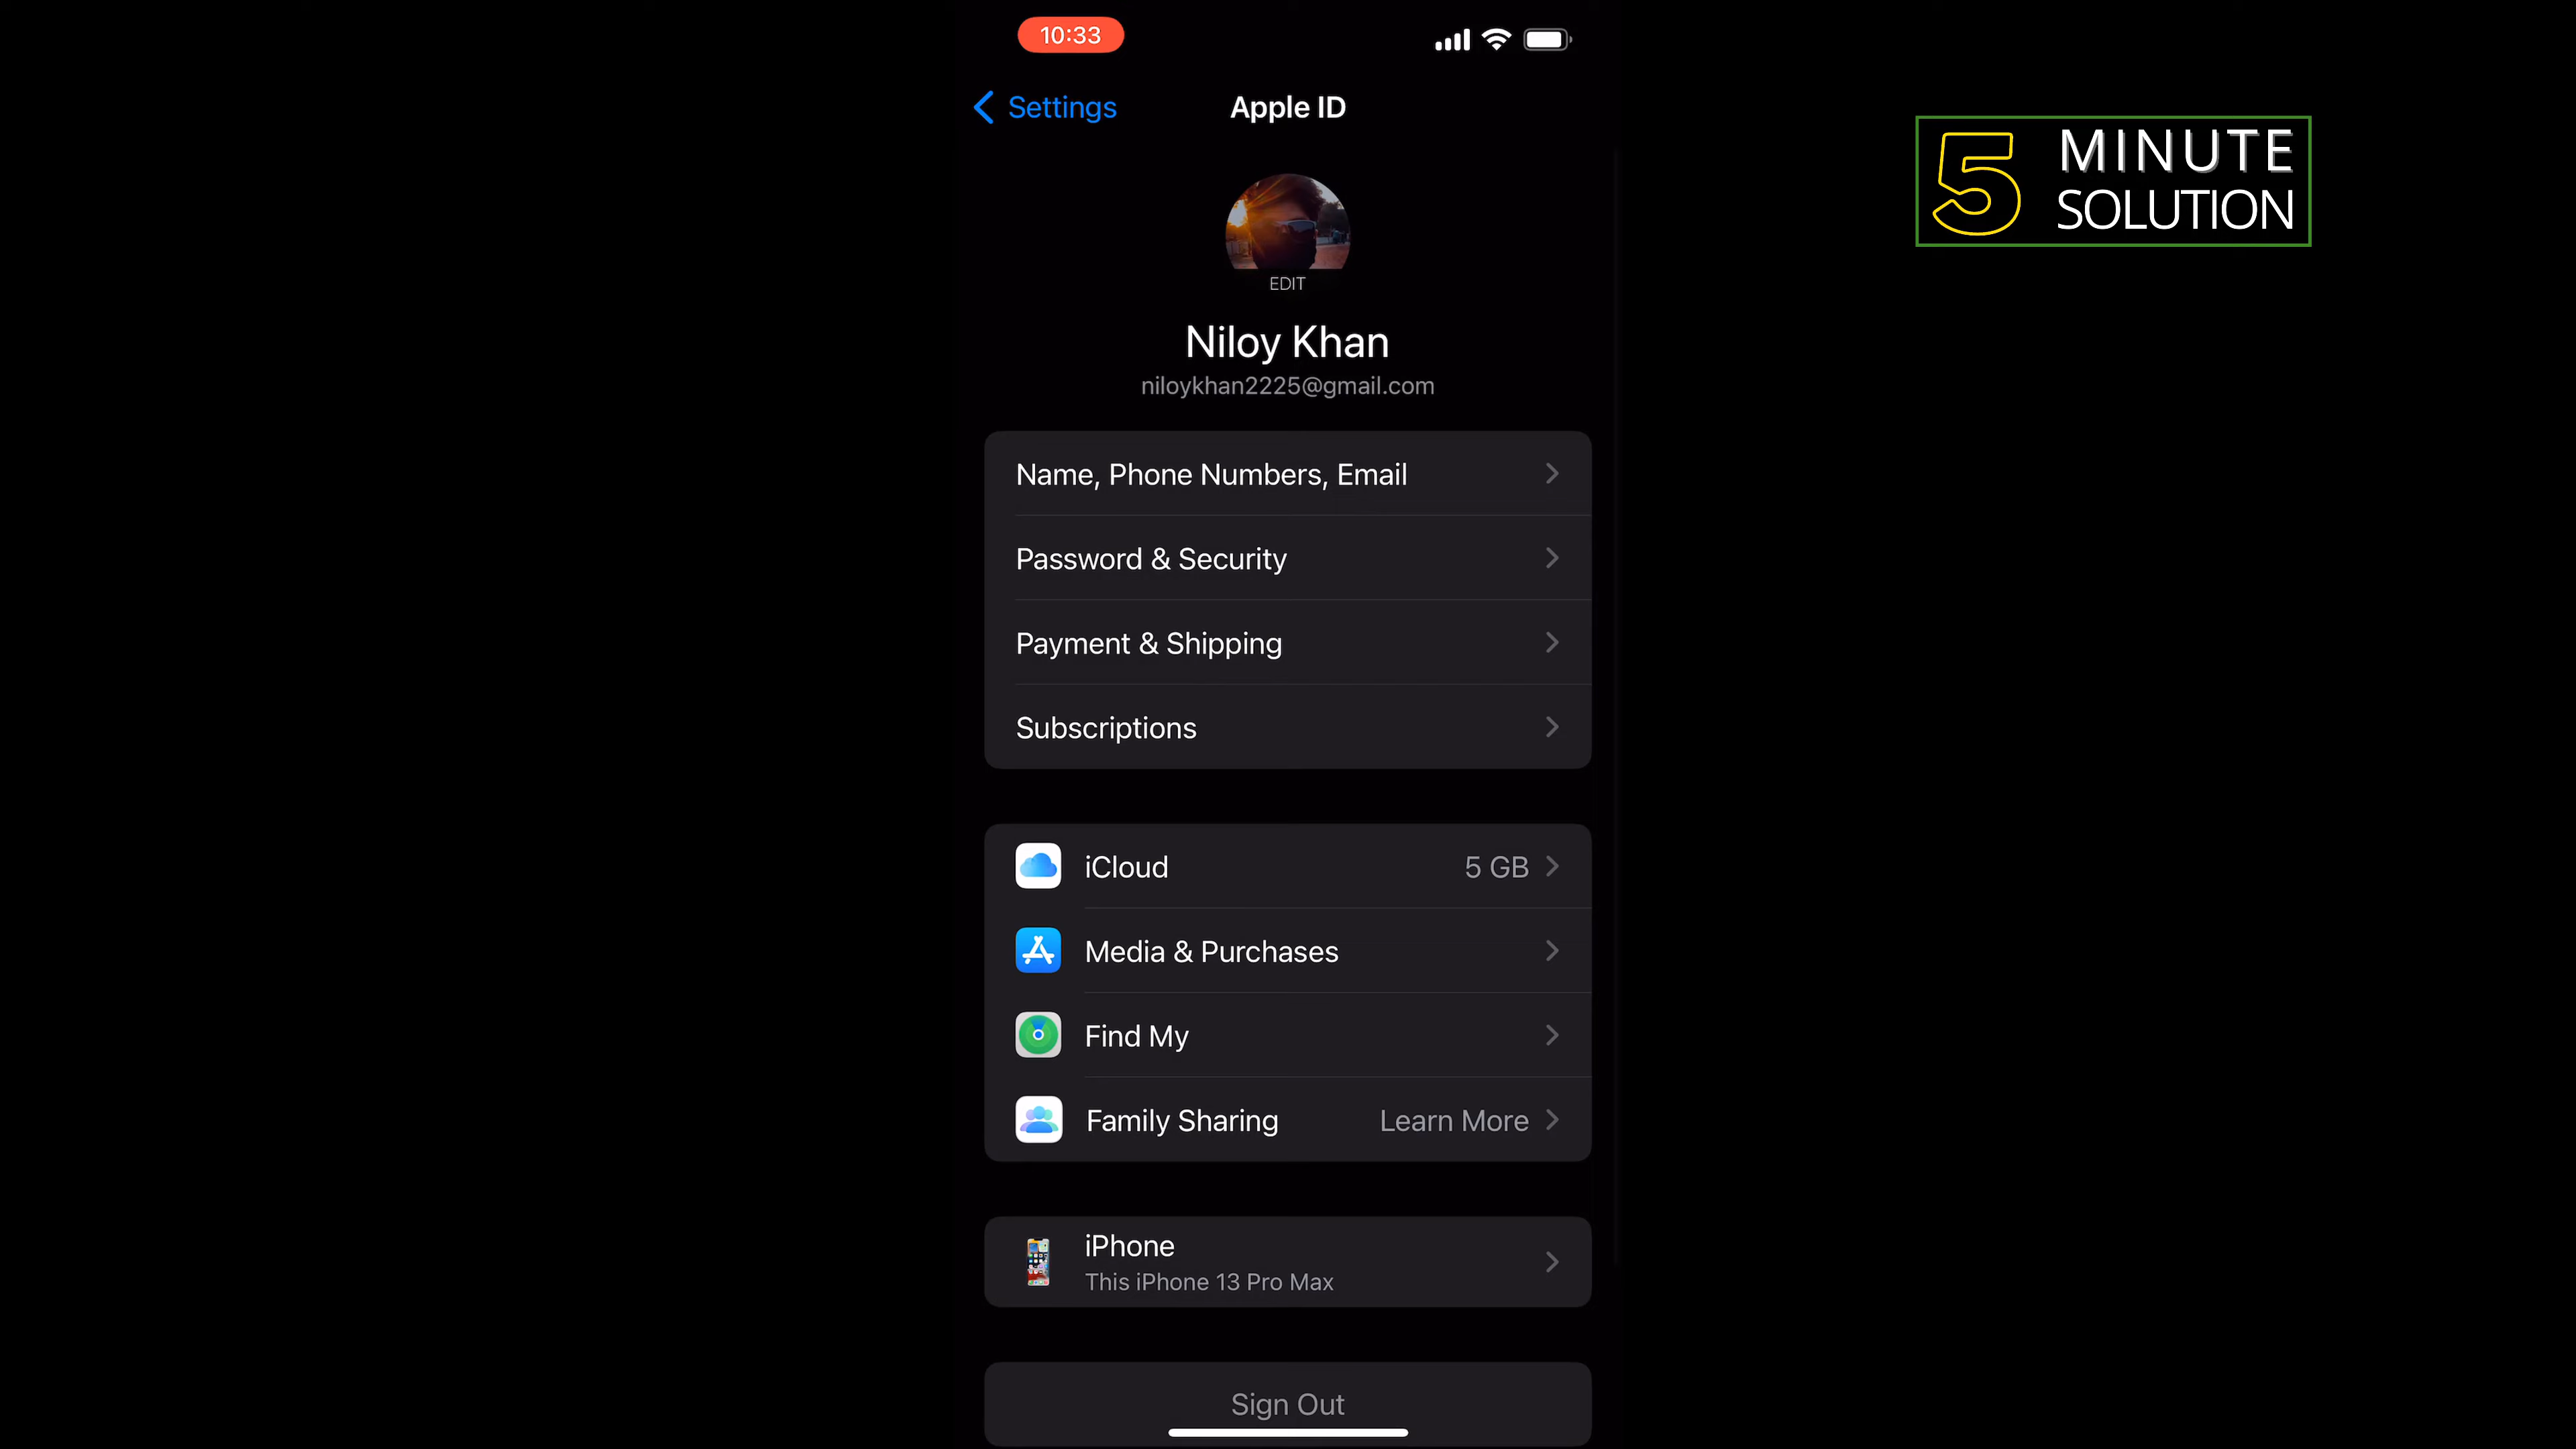 10:33
Settings
Apple ID
5 MINUTE
SOLUTION
EDIT
Niloy Khan
niloykhan2225@gmail.com
Name, Phone Numbers, Email
Password & Security
Payment & Shipping
Subscriptions
iCloud 5 GB
Media & Purchases
Find My
Family Sharing Learn More
iPhone
This iPhone 13 Pro Max
Sign Out